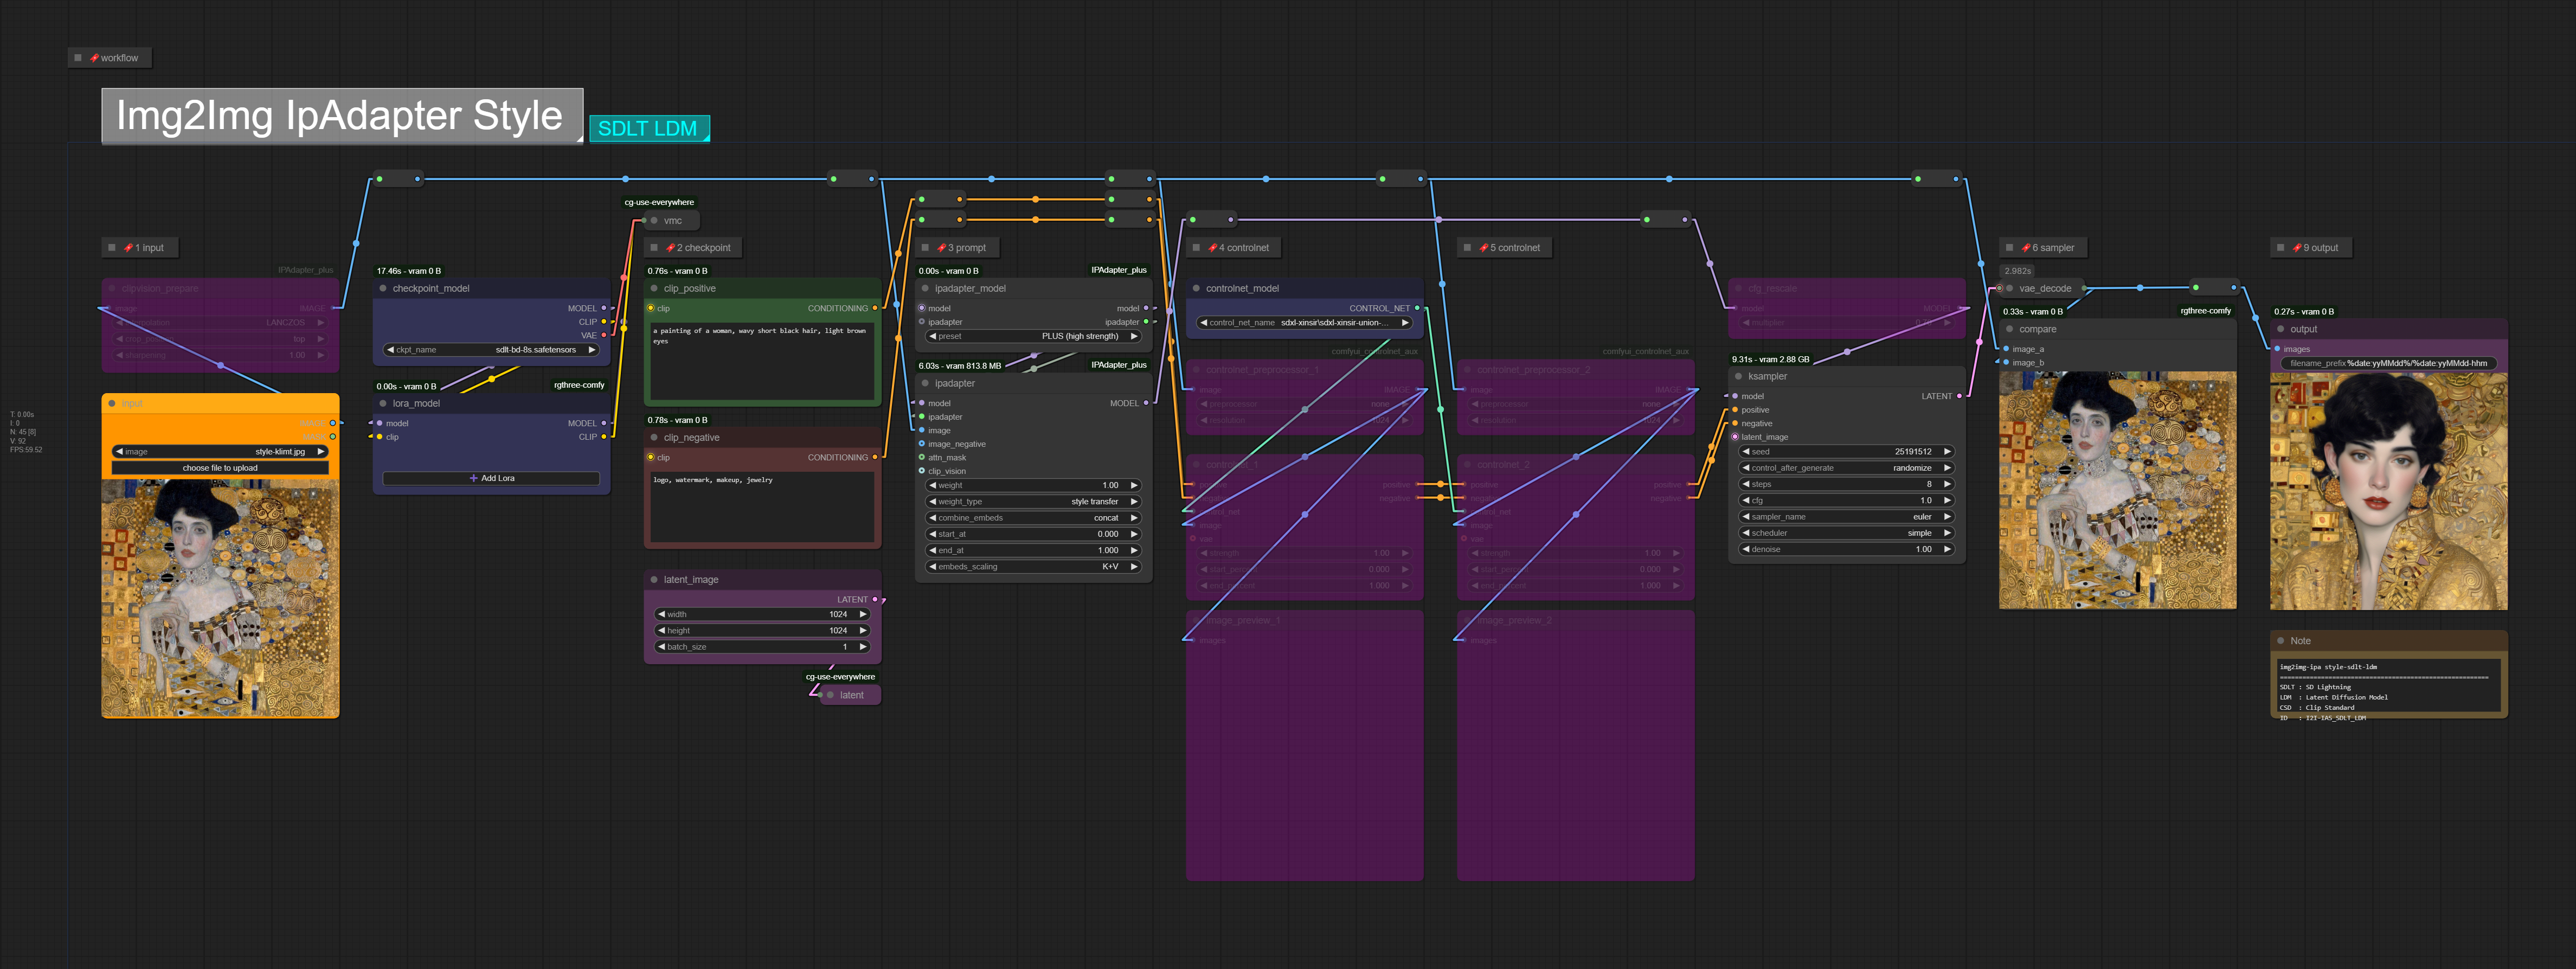 workflow
Img2Img IpAdapter Style
SDLT LDM
cg-use-everywhere
vmc
1 input
2 checkpoint
3 prompt
4 controlnet
5 controlnet
6 sampler
9 output
IPAdapter_plus
clipvision_prepare
image
IMAGE
LANCZOS
top
sharpening
1.00
input
image
style-klimt.jpg
choose file to upload
T: 0.00s
I: 0
N: 45 [8]
V: 92
FPS:59.52
17.46s - vram 0 B
checkpoint_model
MODEL
CLIP
VAE
ckpt_name
sdlt-bd-8s.safetensors
0.00s - vram 0 B
rgthree-comfy
lora_model
model
MODEL
clip
CLIP
+ Add Lora
0.76s - vram 0 B
clip_positive
clip
CONDITIONING
a painting of a woman, wavy short black hair, light brown
eyes
0.78s - vram 0 B
clip_negative
clip
CONDITIONING
logo, watermark, makeup, jewelry
latent_image
LATENT
width
1024
height
1024
batch_size
1
cg-use-everywhere
latent
0.00s - vram 0 B
IPAdapter_plus
ipadapter_model
model
model
ipadapter
ipadapter
preset
PLUS (high strength)
6.03s - vram 813.8 MB
IPAdapter_plus
ipadapter
model
MODEL
ipadapter
image
image_negative
attn_mask
clip_vision
weight
1.00
weight_type
style transfer
combine_embeds
concat
start_at
0.000
end_at
1.000
embeds_scaling
K+V
controlnet_model
CONTROL_NET
control_net_name
sdxl-xinsir\sdxl-xinsir-union-...
comfyui_controlnet_aux
controlnet_preprocessor_1
image
IMAGE
preprocessor
none
resolution
1024
controlnet_1
positive
positive
negative
negative
image
vae
strength
1.00
start_percent
0.000
end_percent
1.000
image_preview_1
images
comfyui_controlnet_aux
controlnet_preprocessor_2
image
IMAGE
preprocessor
none
resolution
1024
controlnet_2
positive
positive
negative
negative
image
vae
strength
1.00
0.000
end_percent
1.000
image_preview_2
images
cfg_rescale
model
MODEL
multiplier
9.31s - vram 2.88 GB
ksampler
model
LATENT
positive
negative
latent_image
seed
25191512
control_after_generate
randomize
steps
8
cfg
1.0
sampler_name
euler
scheduler
simple
denoise
1.00
2.982s
vae_decode
0.33s - vram 0 B
rgthree-comfy
compare
image_a
image_b
0.27s - vram 0 B
output
images
filename_prefix %date:yyMMdd%/%date:yyMMdd-hhm
Note
img2img-ipa style-sdlt-ldm
SDLT : SD Lightning
LDM : Latent Diffusion Model
CSD : Clip Standard
ID : I2I-IAS_SDLT_LDM